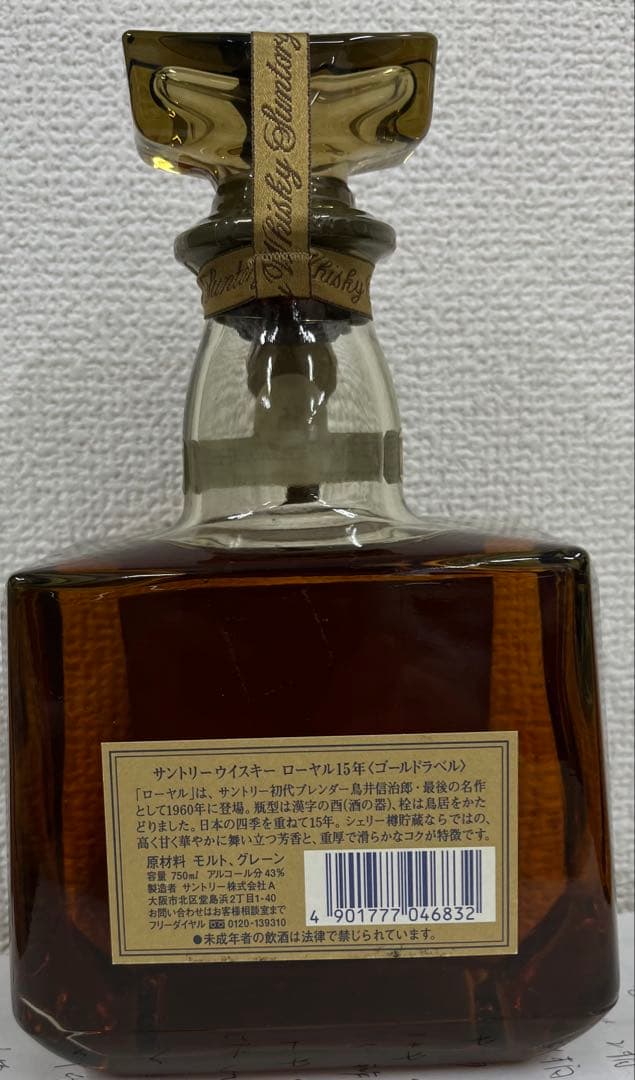 Whisky Suntory
Whisky
サントリーウイスキー ローヤル15年〈ゴールドラベル〉
「ローヤル」は、サントリー初代ブレンダー鳥井信治郎・最後の名作
として1960年に登場。瓶型は漢字の酉(酒の器)、栓は鳥居をかた
どりました。日本の四季を重ねて15年。シェリー樽貯蔵ならではの、
高く甘く華やかに舞い立つ芳香と、重厚で滑らかなコクが特徴です。
原材料 モルト、グレーン
容量 750ml アルコール分43%
製造者 サントリー株式会社A
大阪市北区堂島浜2丁目1-40
お問い合わせはお客様相談室まで
フリーダイヤル 0120-139310
4 901777 046832
●未成年者の飲酒は法律で禁じられています。